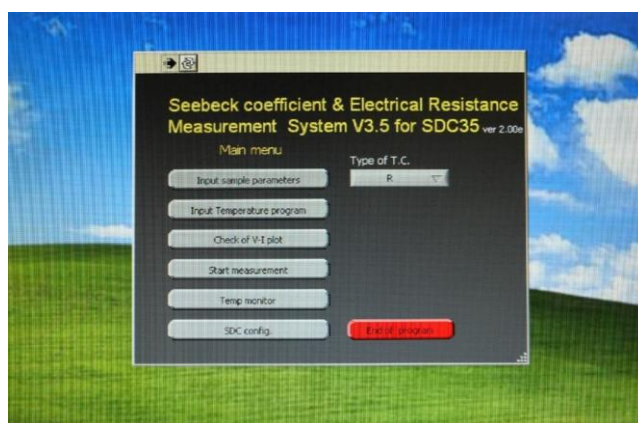 Seebeck coefficient & Electrical Resistance
Measurement System V3.5 for SDC35 ver 2.00e
Main menu
Type of T.C.
Input sample parameters
R
Input Temperature program
Check of V-I plot
Start measurement
Temp monitor
SDC config.
End of program